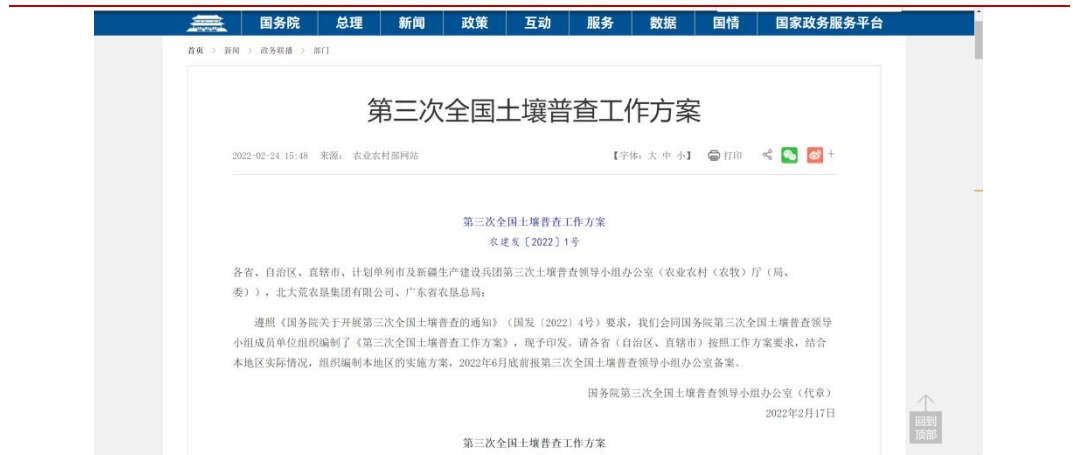 国务院 总理 新闻 政策 互动 服务 数据 国情 国家政务服务平台
首页 > 新闻 > 政务联播 > 部门
第三次全国土壤普查工作方案
2022-02-24 15:48 来源: 农业农村部网站 【字体: 大 中 小】 打印 +
第三次全国土壤普查工作方案
农建发〔2022〕1号
各省、自治区、直辖市、计划单列市及新疆生产建设兵团第三次土壤普查领导小组办公室（农业农村（农牧）厅（局、
委）），北大荒农垦集团有限公司、广东省农垦总局：
遵照《国务院关于开展第三次全国土壤普查的通知》（国发〔2022〕4号）要求，我们会同国务院第三次全国土壤普查领导
小组成员单位组织编制了《第三次全国土壤普查工作方案》，现予印发。请各省（自治区、直辖市）按照工作方案要求，结合
本地区实际情况，组织编制本地区的实施方案，2022年6月底前报第三次全国土壤普查领导小组办公室备案。
国务院第三次全国土壤普查领导小组办公室（代章）
2022年2月17日
回到
顶部
第三次全国土壤普查工作方案